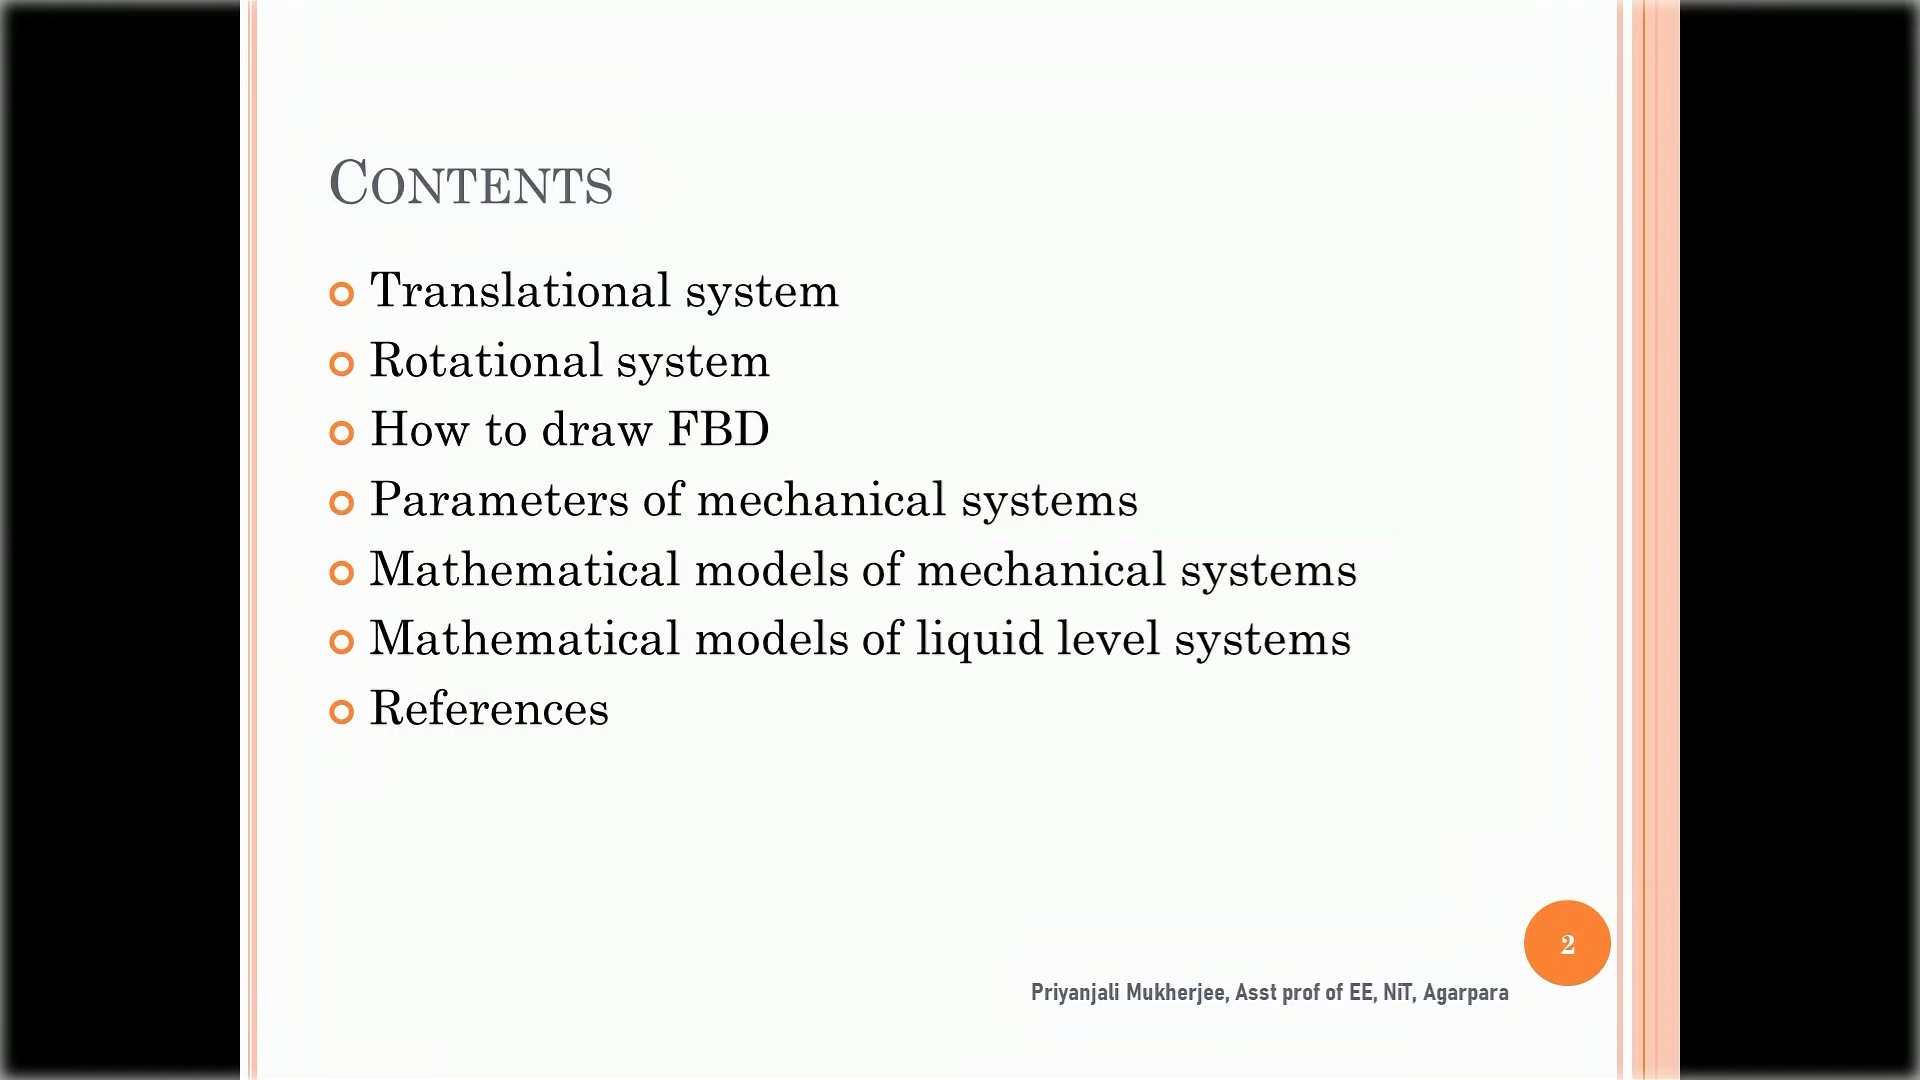 CONTENTS
Translational system
Rotational system
How to draw FBD
Parameters of mechanical systems
Mathematical models of mechanical systems
Mathematical models of liquid level systems
References
2
Priyanjali Mukherjee, Asst prof of EE, NiT, Agarpara